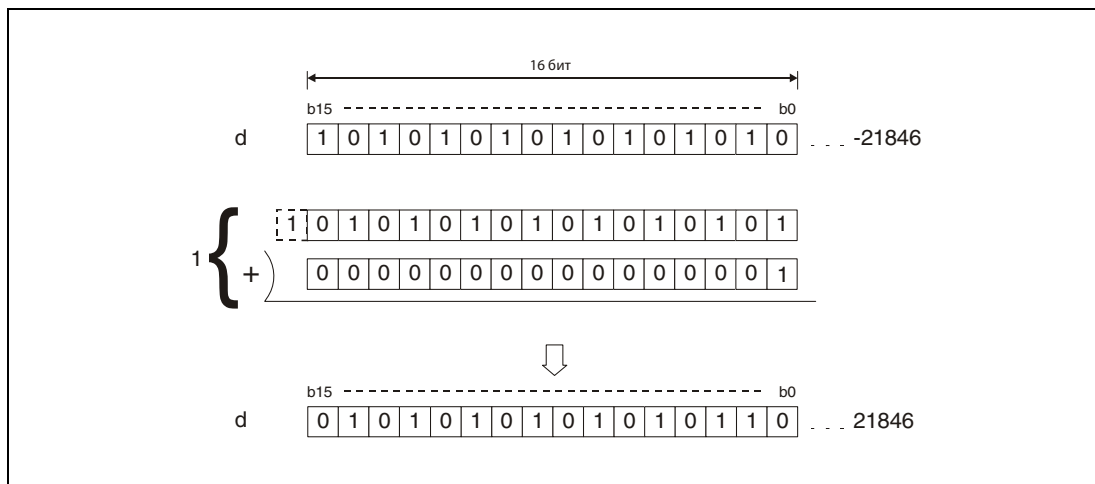 16 бит
b15 b0
d 1 0 1 0 1 0 1 0 1 0 1 0 1 0 1 0 - - - -21846
1 { 1 0 1 0 1 0 1 0 1 0 1 0 1 0 1 0 1
+ 0 0 0 0 0 0 0 0 0 0 0 0 0 0 0 1
b15 b0
d 0 1 0 1 0 1 0 1 0 1 0 1 0 1 1 0 - - - 21846